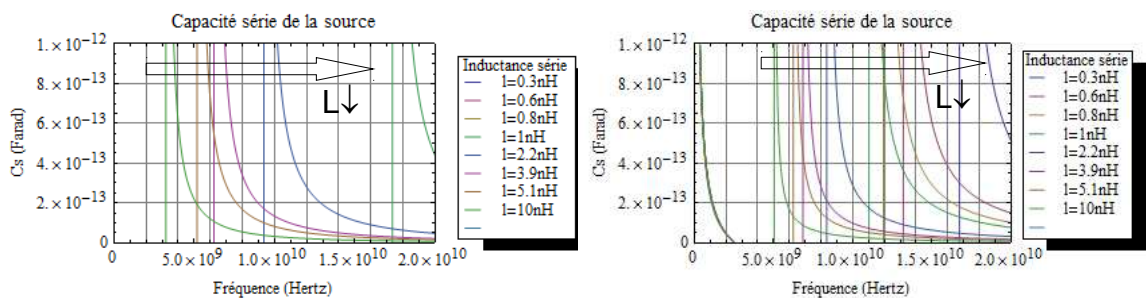 Capacité série de la source
1. × 10⁻¹²
8. × 10⁻¹³
6. × 10⁻¹³
4. × 10⁻¹³
2. × 10⁻¹³
0
Cs (Farad)
0
5.0×10⁹
1.0×10¹⁰
1.5×10¹⁰
2.0×10¹⁰
Fréquence (Hertz)
L↓
Inductance série
l=0.3nH
l=0.6nH
l=0.8nH
l=1nH
l=2.2nH
l=3.9nH
l=5.1nH
l=10nH
Capacité série de la source
1. × 10⁻¹²
8. × 10⁻¹³
6. × 10⁻¹³
4. × 10⁻¹³
2. × 10⁻¹³
0
Cs (Farad)
0
5.0×10⁹
1.0×10¹⁰
1.5×10¹⁰
2.0×10¹⁰
Fréquence (Hertz)
L↓
Inductance série
l=0.3nH
l=0.6nH
l=0.8nH
l=1nH
l=2.2nH
l=3.9nH
l=5.1nH
l=10nH